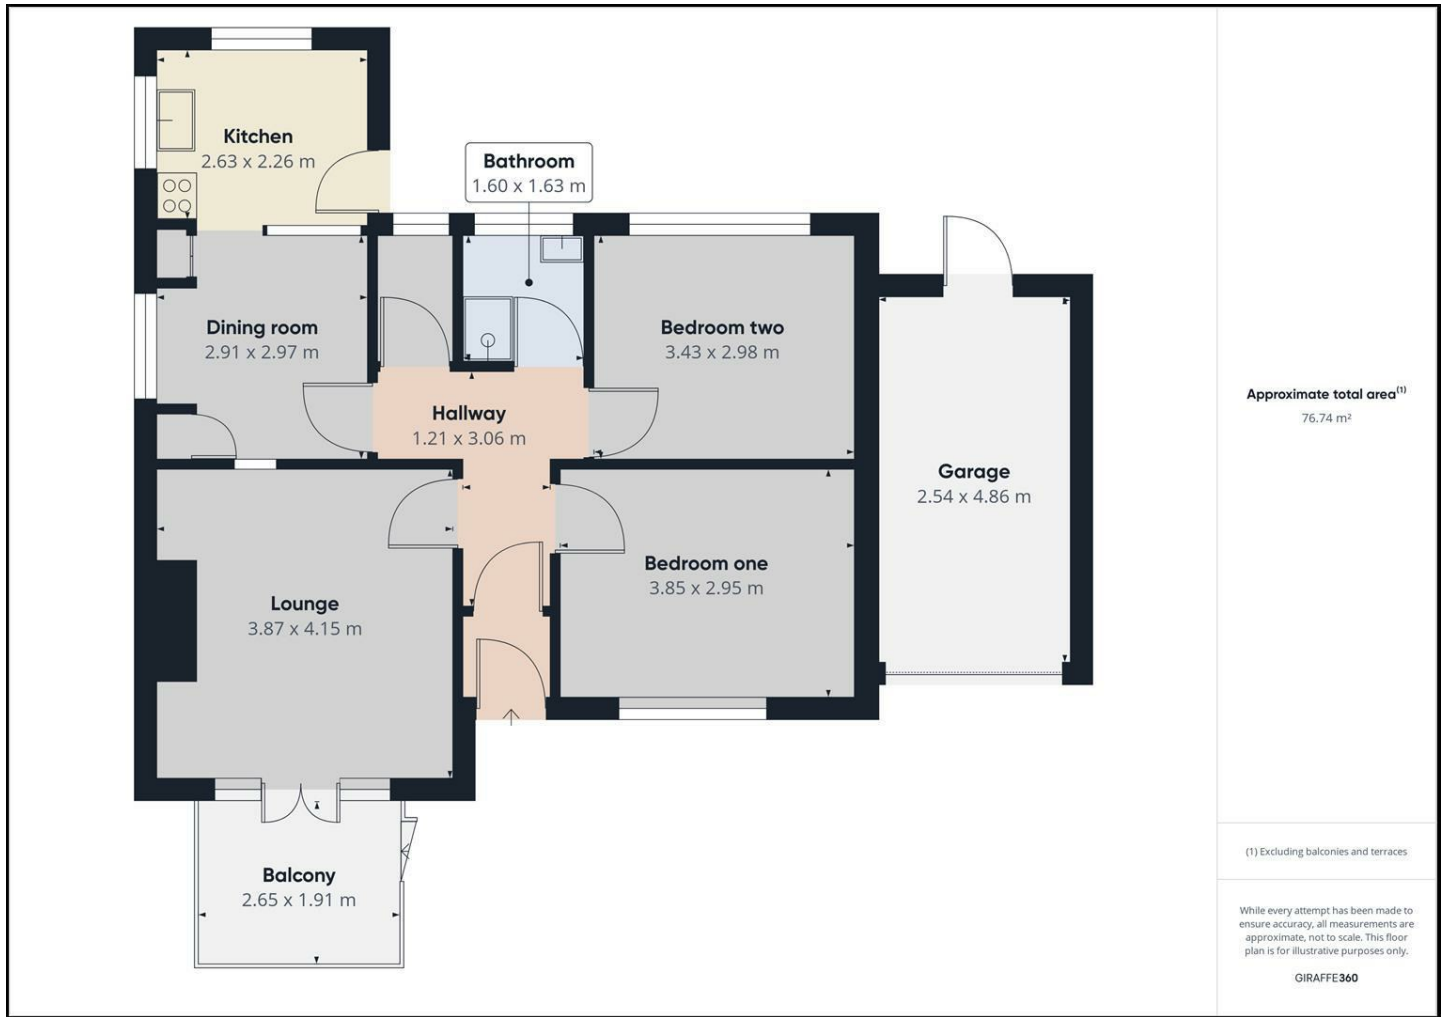 Kitchen
2.63 x 2.26 m
Bathroom
1.60 x 1.63 m
Dining room
2.91 x 2.97 m
Bedroom two
3.43 x 2.98 m
Hallway
1.21 x 3.06 m
Garage
2.54 x 4.86 m
Lounge
3.87 x 4.15 m
Bedroom one
3.85 x 2.95 m
Balcony
2.65 x 1.91 m
Approximate total area(1)
76.74 m²
(1) Excluding balconies and terraces
While every attempt has been made to
ensure accuracy, all measurements are
approximate, not to scale. This floor
plan is for illustrative purposes only.
GIRAFFE360